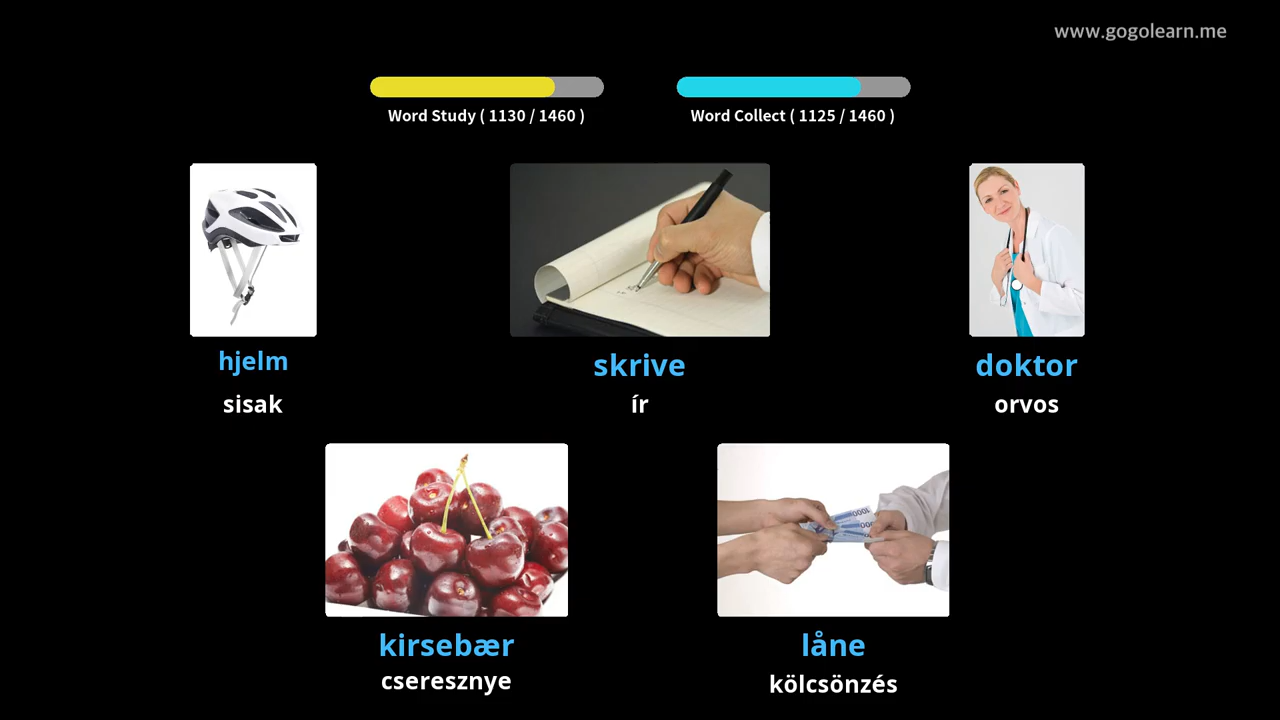 www.gogolearn.me
Word Study ( 1130 / 1460 )
Word Collect ( 1125 / 1460 )
hjelm
sisak
skrive
ír
doktor
orvos
kirsebær
cseresznye
låne
kölcsönzés